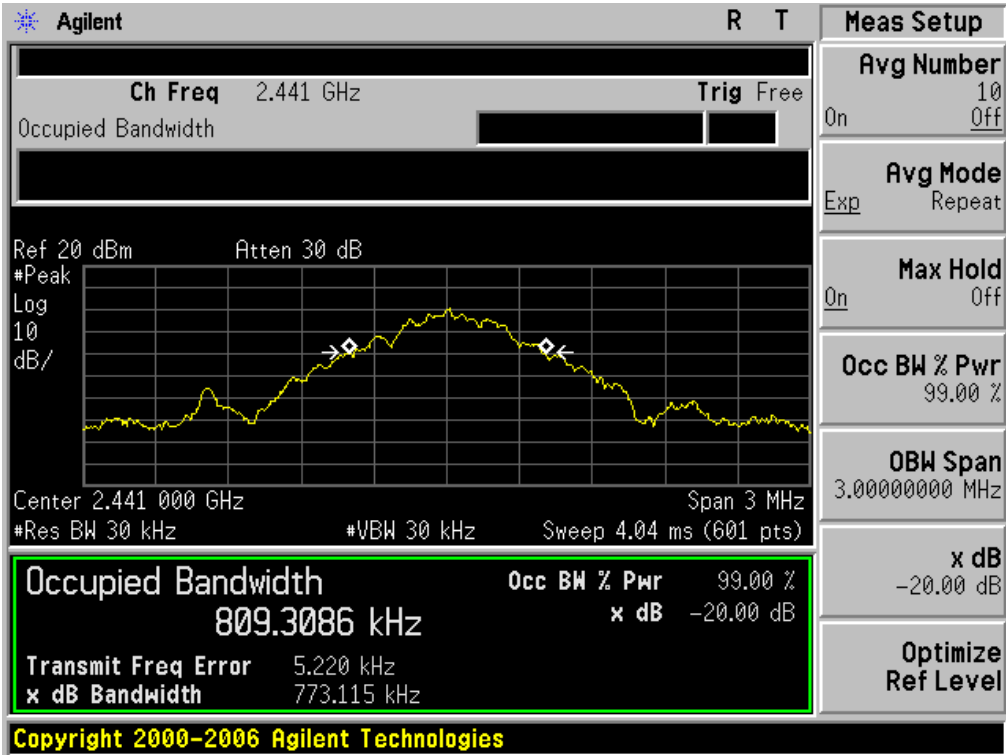 Agilent R T
Ch Freq 2.441 GHz Trig Free
Occupied Bandwidth
Ref 20 dBm Atten 30 dB
#Peak
Log
10
dB/
Center 2.441 000 GHz Span 3 MHz
#Res BW 30 kHz #VBW 30 kHz Sweep 4.04 ms (601 pts)
Occupied Bandwidth
809.3086 kHz
Occ BW % Pwr 99.00 %
x dB -20.00 dB
Transmit Freq Error 5.220 kHz
x dB Bandwidth 773.115 kHz
Copyright 2000-2006 Agilent Technologies
Meas Setup
Avg Number
10
On Off
Avg Mode
Exp Repeat
Max Hold
On Off
Occ BW % Pwr
99.00 %
OBW Span
3.00000000 MHz
x dB
-20.00 dB
Optimize
Ref Level